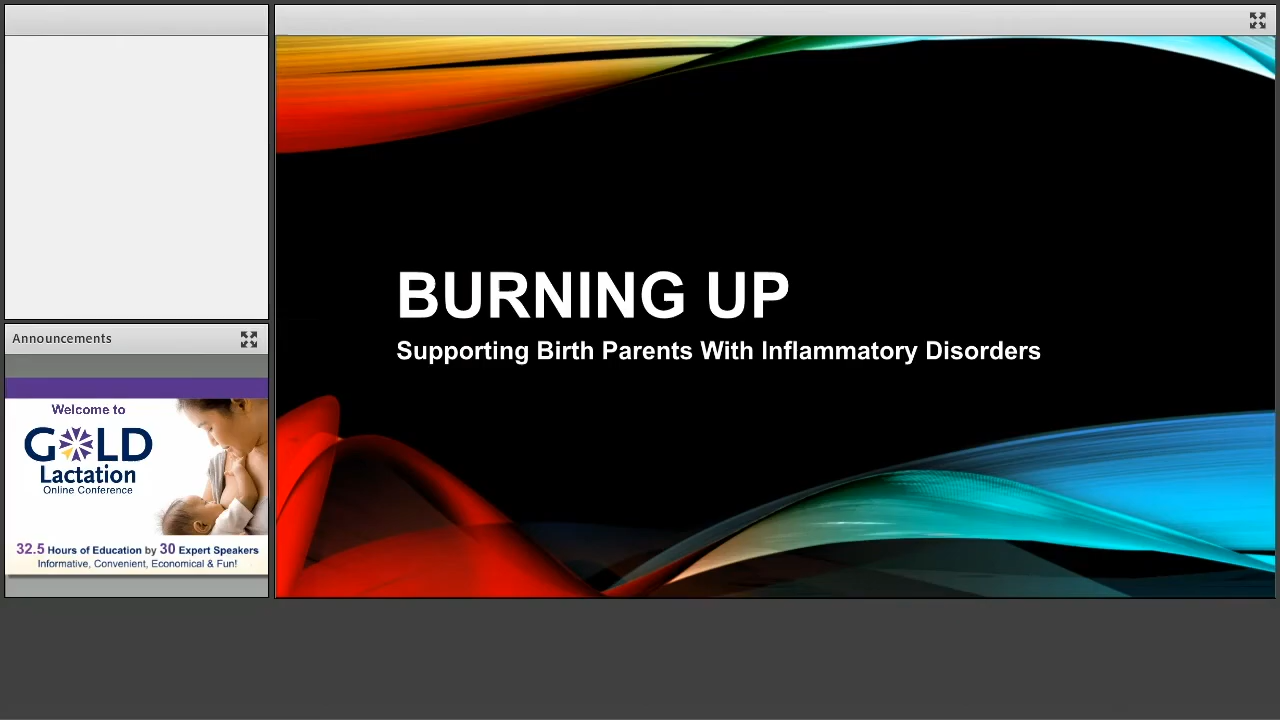 BURNING UP
Supporting Birth Parents With Inflammatory Disorders
Announcements
Welcome to
GOLD
Lactation
Online Conference
32.5 Hours of Education by 30 Expert Speakers
Informative, Convenient, Economical & Fun!